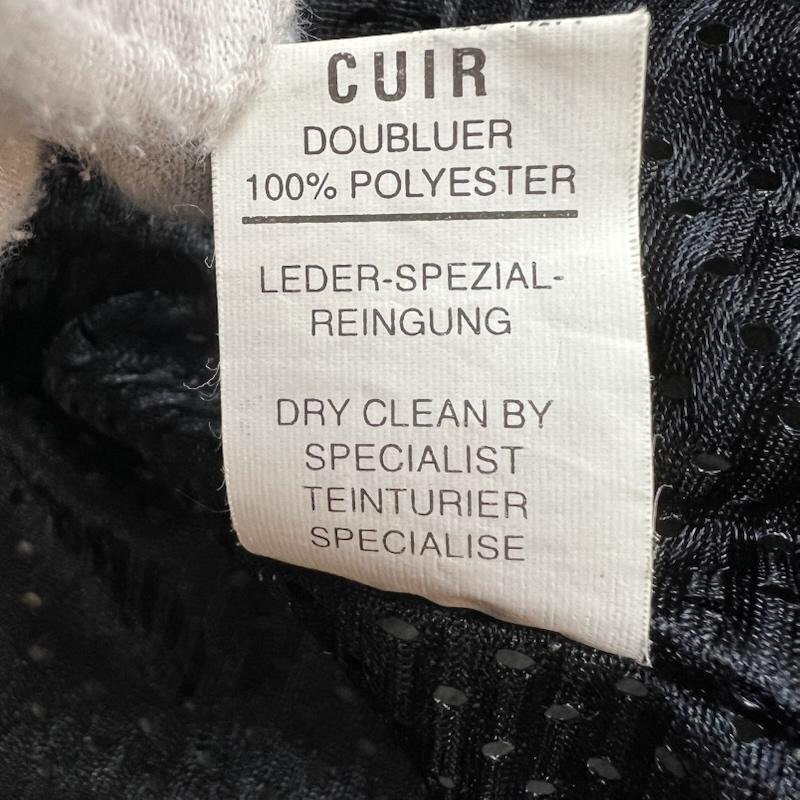 CUIR
DOUBLUER
100% POLYESTER
LEDER-SPEZIAL-
REINGUNG
DRY CLEAN BY
SPECIALIST
TEINTURIER
SPECIALISE